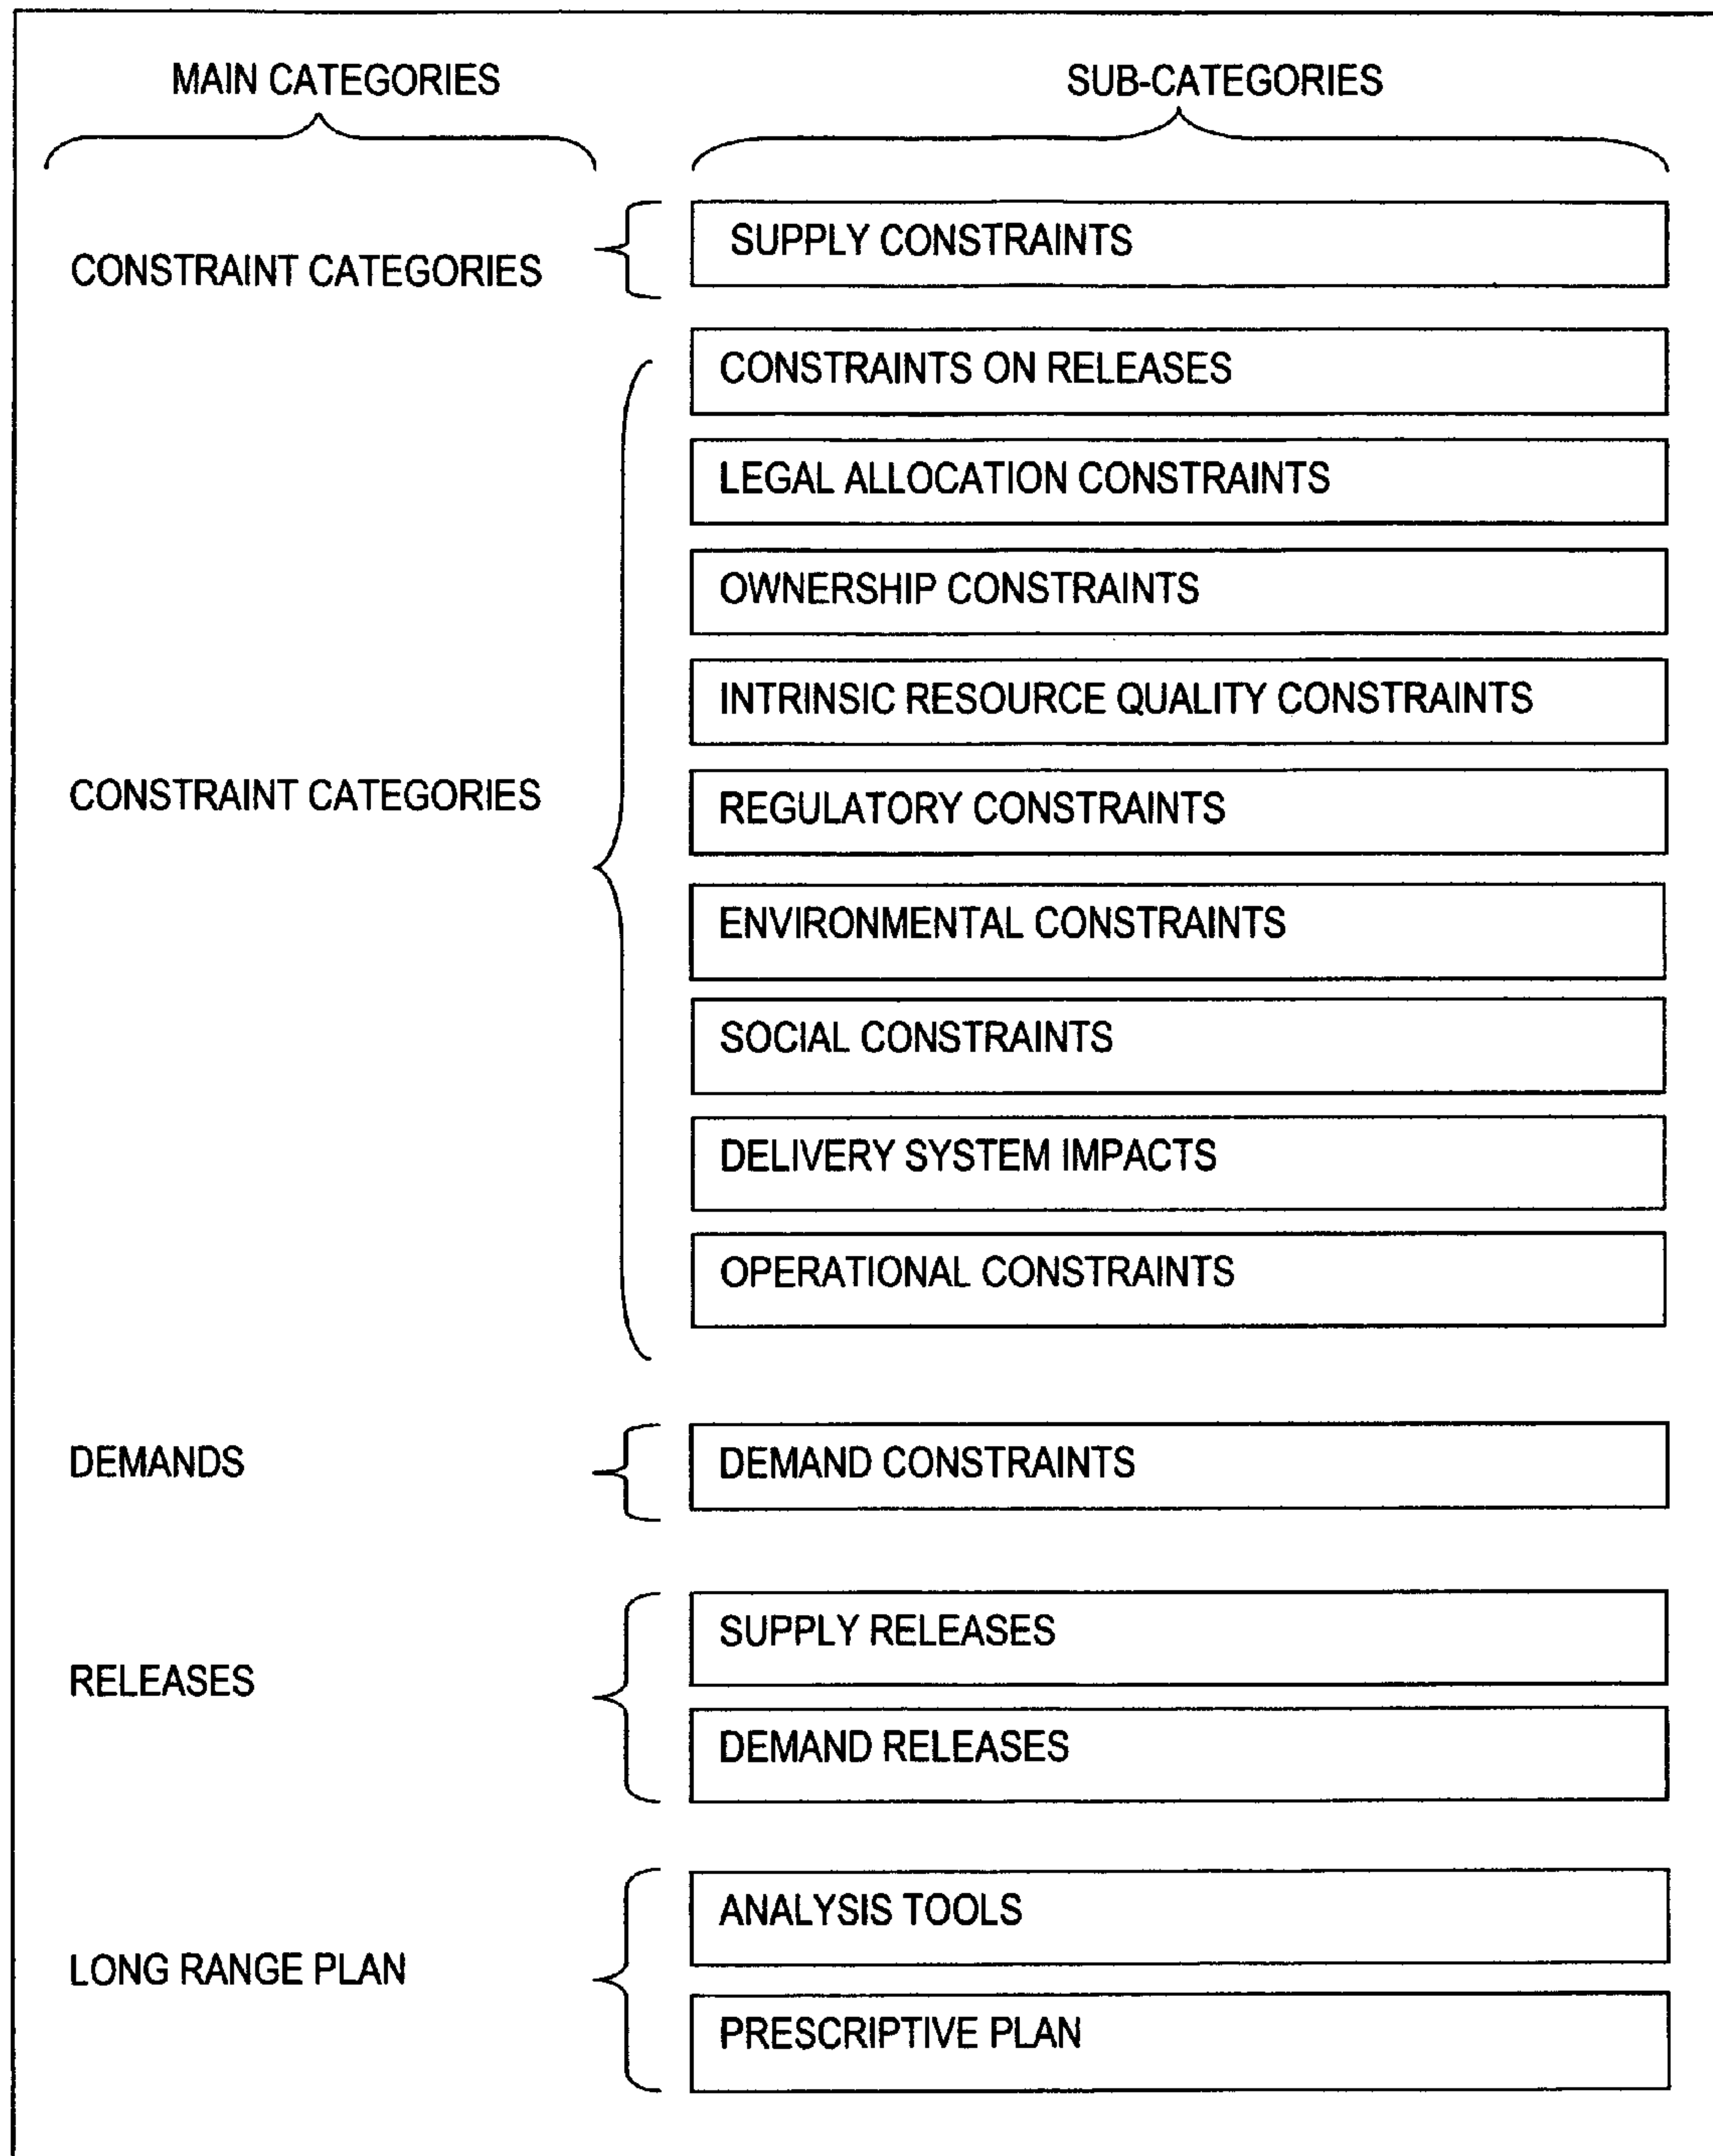 MAIN CATEGORIES
SUB-CATEGORIES
CONSTRAINT CATEGORIES
SUPPLY CONSTRAINTS
CONSTRAINT CATEGORIES
CONSTRAINTS ON RELEASES
LEGAL ALLOCATION CONSTRAINTS
OWNERSHIP CONSTRAINTS
INTRINSIC RESOURCE QUALITY CONSTRAINTS
REGULATORY CONSTRAINTS
ENVIRONMENTAL CONSTRAINTS
SOCIAL CONSTRAINTS
DELIVERY SYSTEM IMPACTS
OPERATIONAL CONSTRAINTS
DEMANDS
DEMAND CONSTRAINTS
RELEASES
SUPPLY RELEASES
DEMAND RELEASES
LONG RANGE PLAN
ANALYSIS TOOLS
PRESCRIPTIVE PLAN